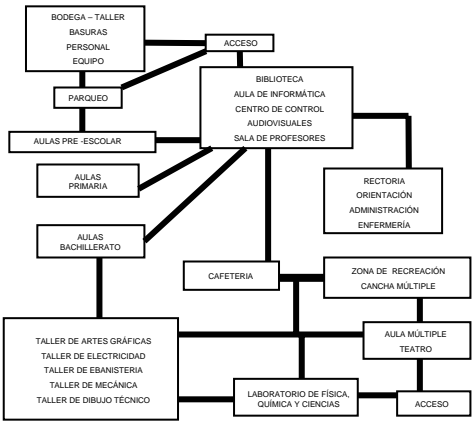 BODEGA – TALLER
BASURAS
PERSONAL
EQUIPO
ACCESO
PARQUEO
BIBLIOTECA
AULA DE INFORMÁTICA
CENTRO DE CONTROL
AUDIOVISUALES
SALA DE PROFESORES
AULAS PRE -ESCOLAR
AULAS
PRIMARIA
RECTORIA
ORIENTACIÓN
ADMINISTRACIÓN
ENFERMERÍA
AULAS
BACHILLERATO
CAFETERIA
ZONA DE RECREACIÓN
CANCHA MÚLTIPLE
TALLER DE ARTES GRÁFICAS
TALLER DE ELECTRICIDAD
TALLER DE EBANISTERIA
TALLER DE MECÁNICA
TALLER DE DIBUJO TÉCNICO
AULA MÚLTIPLE
TEATRO
LABORATORIO DE FÍSICA,
QUÍMICA Y CIENCIAS
ACCESO